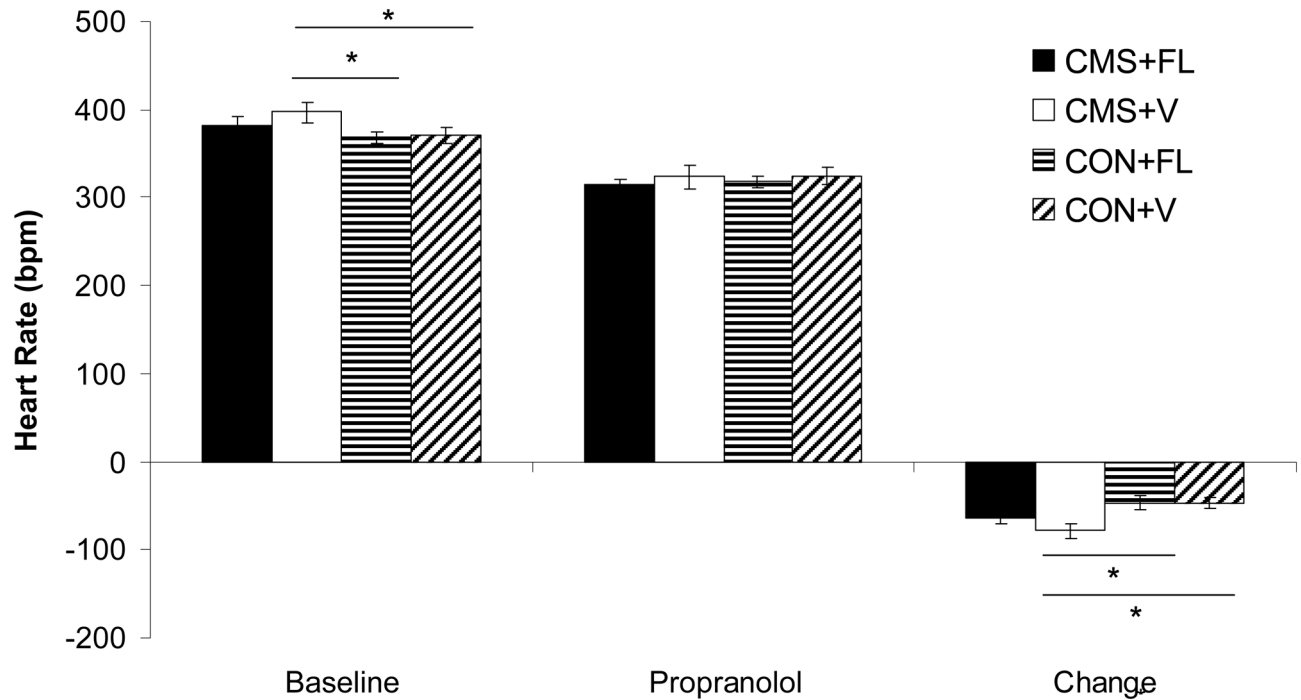 500
400
300
200
100
0
-100
-200
Heart Rate (bpm)
*
*
CMS+FL
CMS+V
CON+FL
CON+V
*
*
Baseline
Propranolol
Change